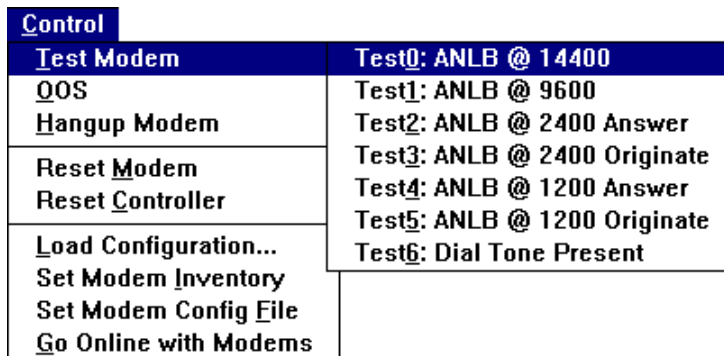 Control
Test Modem
OOS
Hangup Modem
Reset Modem
Reset Controller
Load Configuration...
Set Modem Inventory
Set Modem Config File
Go Online with Modems
Test0: ANLB @ 14400
Test1: ANLB @ 9600
Test2: ANLB @ 2400 Answer
Test3: ANLB @ 2400 Originate
Test4: ANLB @ 1200 Answer
Test5: ANLB @ 1200 Originate
Test6: Dial Tone Present